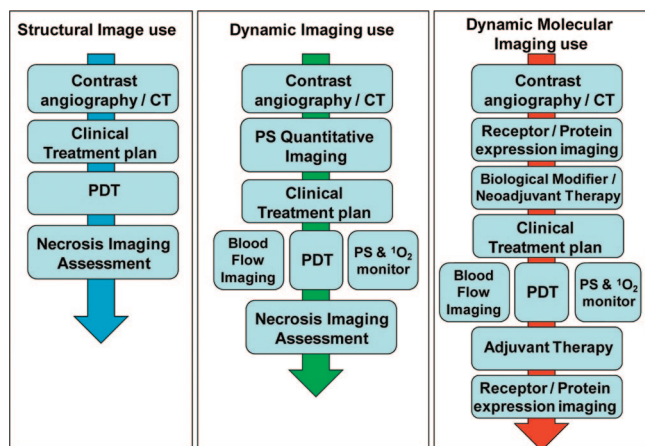 Structural Image use
Contrast
angiography / CT
Clinical
Treatment plan
PDT
Necrosis Imaging
Assessment
Dynamic Imaging use
Contrast
angiography / CT
PS Quantitative
Imaging
Clinical
Treatment plan
Blood
Flow
Imaging
PDT
PS & ¹O₂
monitor
Necrosis Imaging
Assessment
Dynamic Molecular
Imaging use
Contrast
angiography / CT
Receptor / Protein
expression imaging
Biological Modifier /
Neoadjuvant Therapy
Clinical
Treatment plan
Blood
Flow
Imaging
PDT
PS & ¹O₂
monitor
Adjuvant Therapy
Receptor / Protein
expression imaging